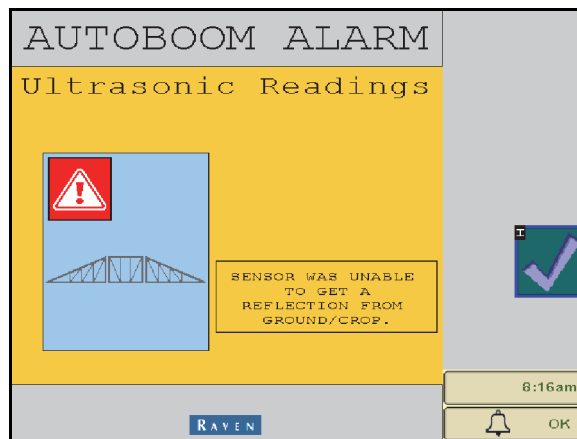 AUTOBOOM ALARM
Ultrasonic Readings
SENSOR WAS UNABLE
TO GET A
REFLECTION FROM
GROUND/CROP.
I
8:16am
OK
RAVEN